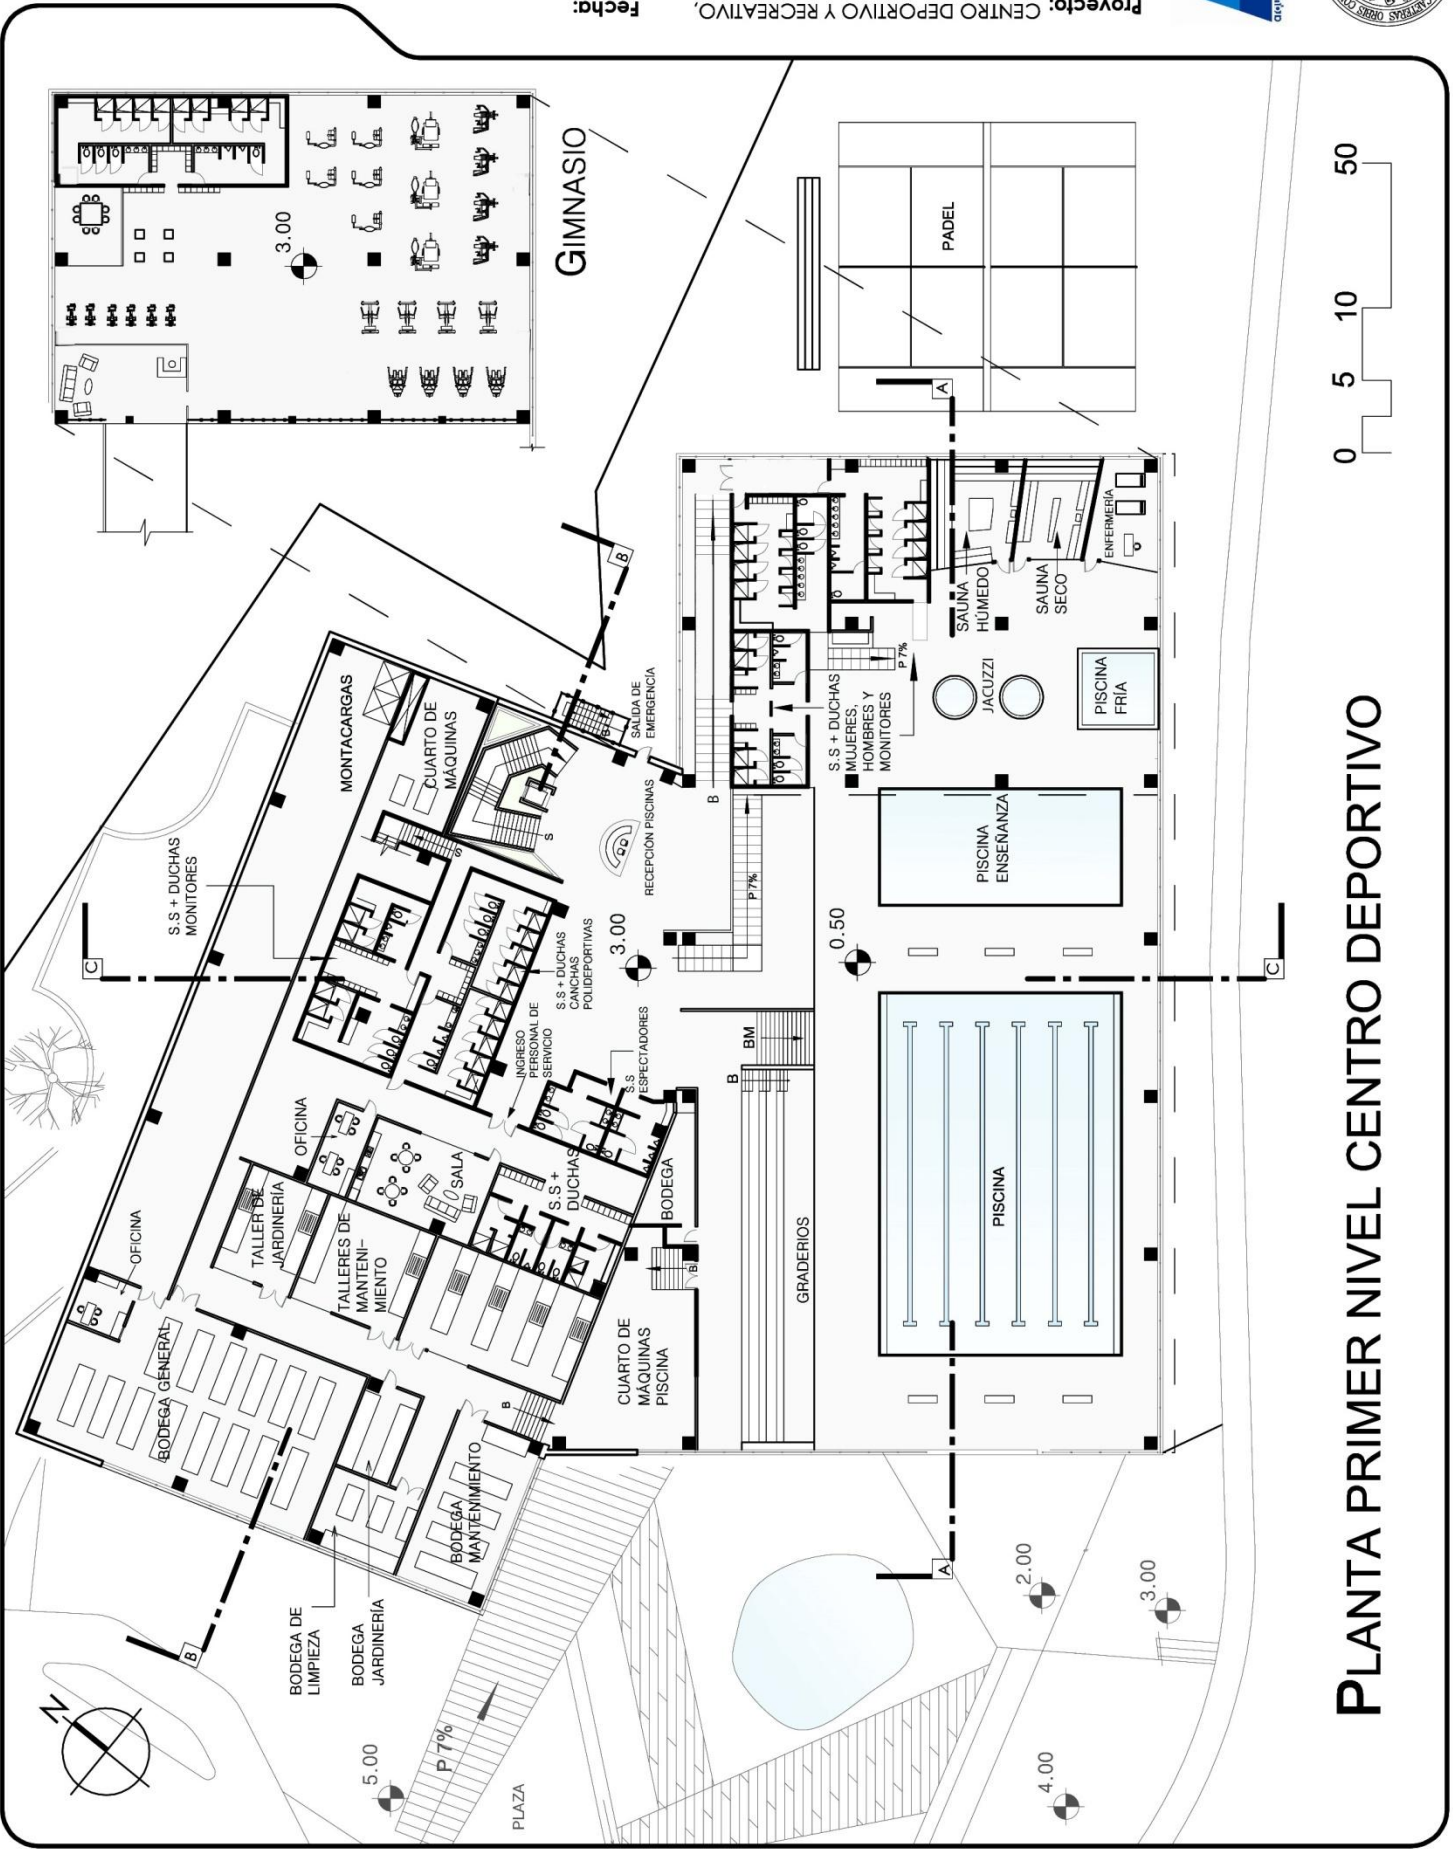 PLANTA PRIMER NIVEL CENTRO DEPORTIVO
0
5
10
50
GIMNASIO
3.00
PADEL
MONTACARGAS
CUARTO DE
MÁQUINAS
S.S + DUCHAS
MONITORES
SALIDA DE
EMERGENCÍA
RECEPCIÓN PISCINAS
3.00
S.S + DUCHAS
CANCHAS
POLIDEPORTIVAS
INGRESO
PERSONAL DE
SERVICIO
S.S
ESPECTADORES
OFICINA
SALA
S.S +
DUCHAS
BODEGA
OFICINA
TALLER DE
JARDINERÍA
TALLERES DE
MANTENI-
MIENTO
BODEGA GENERAL
BODEGA
MANTENIMIENTO
BODEGA DE
LIMPIEZA
BODEGA
JARDINERÍA
CUARTO DE
MÁQUINAS
PISCINA
GRADERIOS
PISCINA
PISCINA
ENSEÑANZA
0.50
S.S + DUCHAS
MUJERES,
HOMBRES Y
MONITORES
SAUNA
HÚMEDO
SAUNA
SECO
ENFERMERÍA
JACUZZI
PISCINA
FRÍA
P 7%
P 7%
P 7%
BM
B
B
B
B
B
S
S
A
A
B
B
C
C
N
PLAZA
5.00
4.00
3.00
2.00
Proyecto: CENTRO DEPORTIVO Y RECREATIVO,
Fecha: